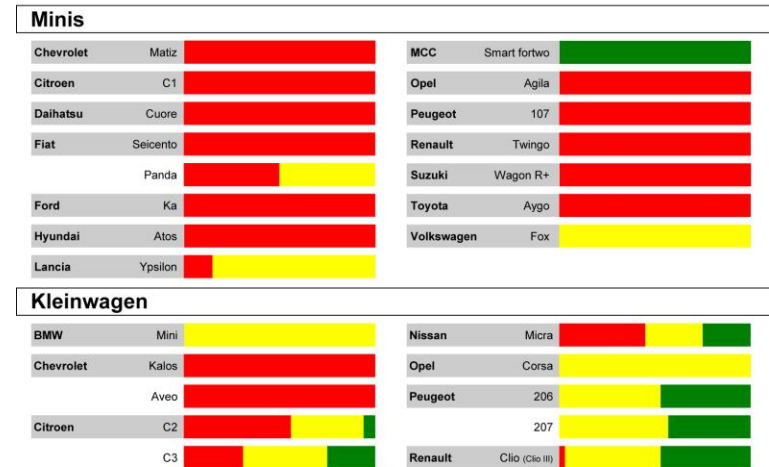 Minis
Chevrolet Matiz
Citroen C1
Daihatsu Cuore
Fiat Seicento
Panda
Ford Ka
Hyundai Atos
Lancia Ypsilon
MCC Smart fortwo
Opel Agila
Peugeot 107
Renault Twingo
Suzuki Wagon R+
Toyota Aygo
Volkswagen Fox
Kleinwagen
BMW Mini
Chevrolet Kalos
Aveo
Citroen C2
C3
Nissan Micra
Opel Corsa
Peugeot 206
207
Renault Clio (Clio III)